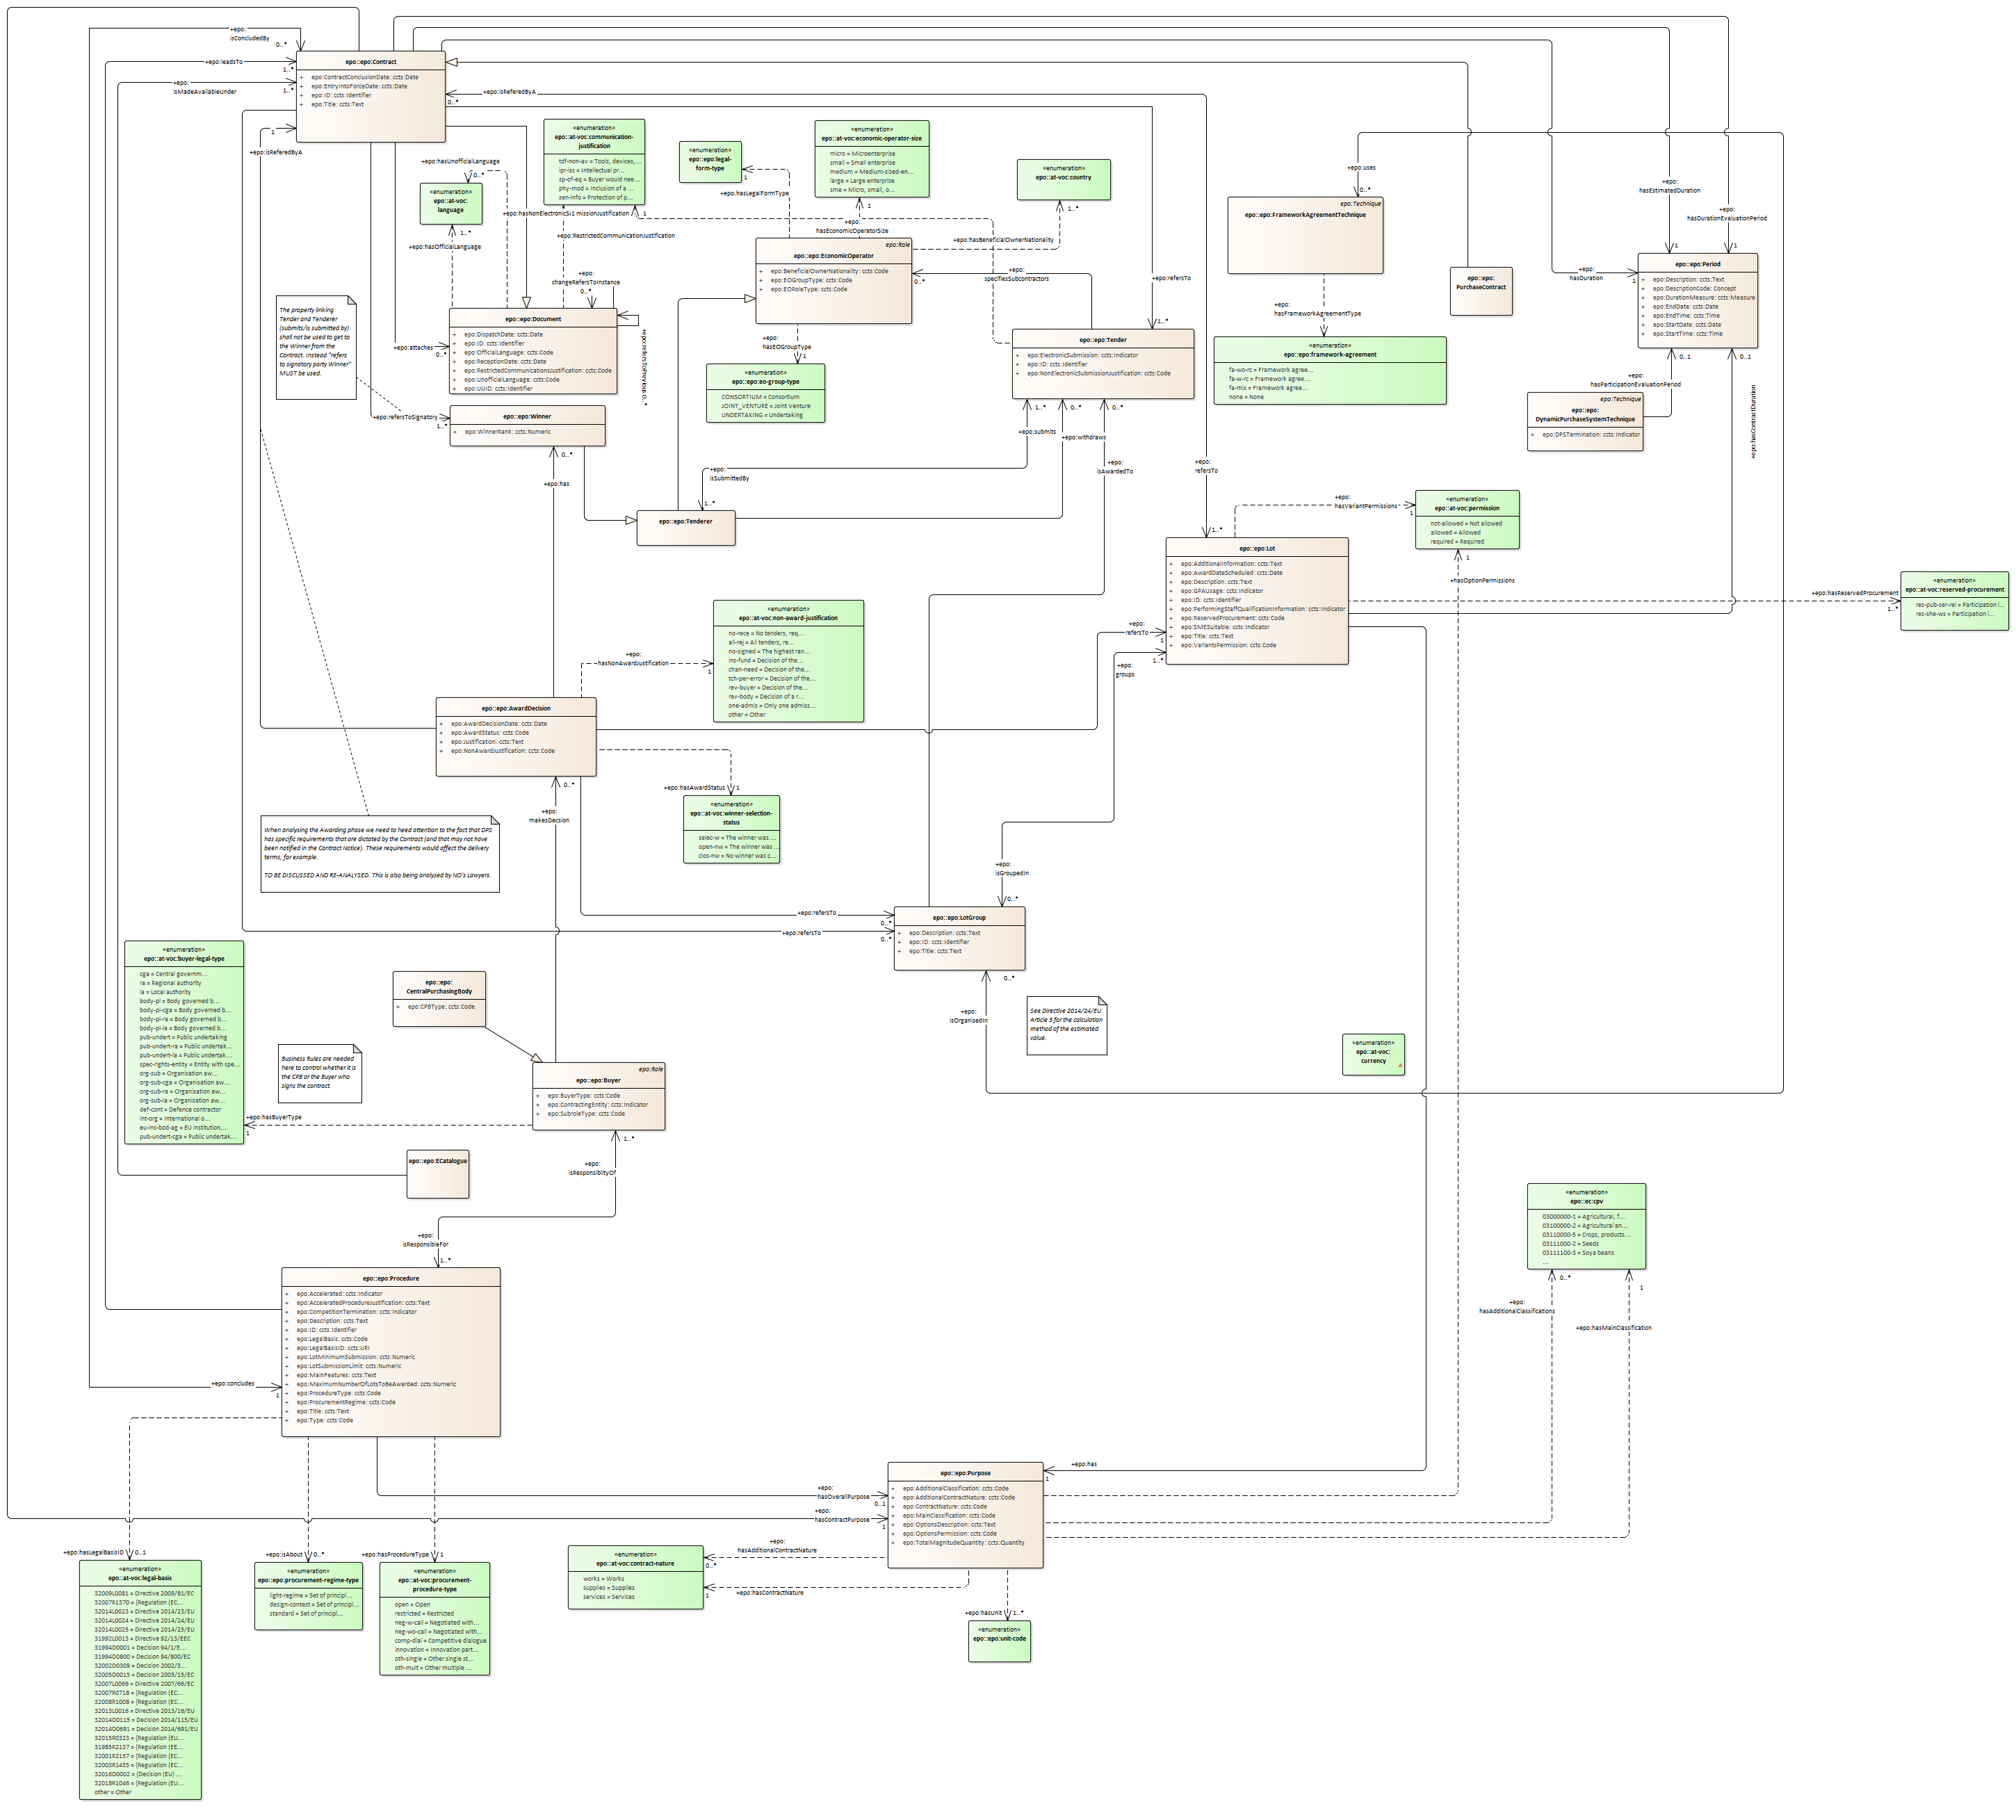 +epo:
isConcludedBy
0..*
+epo:leadsTo
1..*
+epo:
isMadeAvailableUnder
1..*
1
+epo:isReferedByA
epo::epo:Contract
+ epo:ContractConclusionDate: ccts:Date
+ epo:EntryIntoForceDate: ccts:Date
+ epo:ID: ccts:Identifier
+ epo:Title: ccts:Text
+epo:isReferedByA
0..*
+epo:hasUnofficialLanguage
0..*
«enumeration»
epo::at-voc:
language
1..*
+epo:hasOfficialLanguage
«enumeration»
epo::at-voc:communication-
justification
tdf-non-av = Tools, devices,...
ipr-iss = Intellectual pr...
sp-of-eq = Buyer would nee...
phy-mod = Inclusion of a ...
sen-info = Protection of p...
1
+epo:RestrictedCommunicationJustification
+epo:
changeRefersToInstance
0..*
«enumeration»
epo::epo:legal-
form-type
1
+epo:hasLegalFormType
«enumeration»
epo::at-voc:economic-operator-size
micro = Microenterprise
small = Small enterprise
medium = Medium-sized-en...
large = Large enterprise
sme = Micro, small, o...
1
+epo:
hasEconomicOperatorSize
«enumeration»
epo::at-voc:country
1..*
+epo:hasBeneficialOwnerNationality
epo:Role
epo::epo:EconomicOperator
+ epo:BeneficialOwnerNationality: ccts:Code
+ epo:EOGroupType: ccts:Code
+ epo:EORoleType: ccts:Code
0..*
+epo:
specifiesSubcontractors
+epo:
hasEOGroupType
1
«enumeration»
epo::epo:eo-group-type
CONSORTIUM = Consortium
JOINT_VENTURE = Joint Venture
UNDERTAKING = Undertaking
+epo:refersTo
1..*
epo::epo:Tender
+ epo:ElectronicSubmission: ccts:Indicator
+ epo:ID: ccts:Identifier
+ epo:NonElectronicSubmissionJustification: ccts:Code
+epo:uses
0..*
epo:Technique
epo::epo:FrameworkAgreementTechnique
+epo:
hasFrameworkAgreementType
«enumeration»
epo::epo:framework-agreement
fa-wo-rc = Framework agree...
fa-w-rc = Framework agree...
fa-mix = Framework agree...
none = None
epo::epo:
PurchaseContract
+epo:
hasEstimatedDuration
1
+epo:
hasDurationEvaluationPeriod
1
+epo:
hasDuration
1
epo::epo:Period
+ epo:Description: ccts:Text
+ epo:DescriptionCode: Concept
+ epo:DurationMeasure: ccts:Measure
+ epo:EndDate: ccts:Date
+ epo:EndTime: ccts:Time
+ epo:StartDate: ccts:Date
+ epo:StartTime: ccts:Time
0..1
0..1
+epo:
hasParticipationEvaluationPeriod
+epo:hasContractDuration
epo:Technique
epo::epo:
DynamicPurchaseSystemTechnique
+ epo:DPSTermination: ccts:Indicator
The property linking
Tender and Tenderer
(submits/is submitted by)
shall not be used to get to
the Winner from the
Contract. Instead "refers
to signatory party Winner"
MUST be used.
epo::epo:Document
+ epo:DispatchDate: ccts:Date
+ epo:ID: ccts:Identifier
+ epo:OfficialLanguage: ccts:Code
+ epo:ReceptionDate: ccts:Date
+ epo:RestrictedCommunicationsJustification: ccts:Code
+ epo:UnofficialLanguage: ccts:Code
+ epo:UUID: ccts:Identifier
+epo:attaches
0..*
+epo:refersToPrevious 0..*
+epo:refersToSignatory
1..*
epo::epo:Winner
+ epo:WinnerRank: ccts:Numeric
0..*
+epo:has
epo::epo:Tenderer
+epo:
isSubmittedBy
1..*
+epo:submits
1..*
+epo:withdraws
0..*
+epo:
isAwardedTo
0..*
+epo:
refersTo
1..*
epo::epo:Lot
+ epo:AdditionalInformation: ccts:Text
+ epo:AwardDateScheduled: ccts:Date
+ epo:Description: ccts:Text
+ epo:GPAUsage: ccts:Indicator
+ epo:ID: ccts:Identifier
+ epo:PerformingStaffQualificationInformation: ccts:Indicator
+ epo:ReservedProcurement: ccts:Code
+ epo:SMESuitable: ccts:Indicator
+ epo:Title: ccts:Text
+ epo:VariantsPermission: ccts:Code
+epo:
hasVariantPermissions
1
«enumeration»
epo::at-voc:permission
not-allowed = Not allowed
allowed = Allowed
required = Required
1
+hasOptionPermissions
+epo:hasReservedProcurement
1..*
«enumeration»
epo::at-voc:reserved-procurement
res-pub-ser-rel = Participation i...
res-she-ws = Participation i...
+epo:
refersTo
1
1..*
+epo:
groups
«enumeration»
epo::at-voc:non-award-justification
no-rece = No tenders, req...
all-rej = All tenders, re...
no-signed = The highest ran...
ins-fund = Decision of the...
chan-need = Decision of the...
tch-per-error = Decision of the...
rev-buyer = Decision of the...
rev-body = Decision of a r...
one-admis = Only one admiss...
other = Other
+epo:
hasNonAwardJustification
1
epo::epo:AwardDecision
+ epo:AwardDecisionDate: ccts:Date
+ epo:AwardStatus: ccts:Code
+ epo:Justification: ccts:Text
+ epo:NonAwardJustification: ccts:Code
0..*
+epo:
makesDecsion
+epo:hasAwardStatus
1
«enumeration»
epo::at-voc:winner-selection-
status
selec-w = The winner was ...
open-nw = The winner was ...
clos-nw = No winner was c...
When analysing the Awarding phase we need to heed attention to the fact that DPS
has specific requirements that are dictated by the Contract (and that may not have
been notified in the Contract Notice). These requirements would affect the delivery
terms, for example.
TO BE DISCUSSED AND RE-ANALYSED. This is also being analysed by NO's Lawyers.
+epo:
isGroupedIn
0..*
+epo:refersTo
0..*
+epo:refersTo
0..*
epo::epo:LotGroup
+ epo:Description: ccts:Text
+ epo:ID: ccts:Identifier
+ epo:Title: ccts:Text
0..*
+epo:
isOrganisedIn
See Directive 2014/24/EU
Article 5 for the calculation
method of the estimated
value.
«enumeration»
epo::at-voc:
currency
«enumeration»
epo::at-voc:buyer-legal-type
cga = Central governm...
ra = Regional authority
la = Local authority
body-pl = Body governed b...
body-pl-cga = Body governed b...
body-pl-ra = Body governed b...
body-pl-la = Body governed b...
pub-undert = Public undertaking
pub-undert-ra = Public undertak...
pub-undert-la = Public undertak...
spec-rights-entity = Entity with spe...
org-sub = Organisation aw...
org-sub-cga = Organisation aw...
org-sub-ra = Organisation aw...
org-sub-la = Organisation aw...
def-cont = Defence contractor
int-org = International o...
eu-ins-bod-ag = EU institution,...
pub-undert-cga = Public undertak...
epo::epo:
CentralPurchasingBody
+ epo:CPBType: ccts:Code
Business Rules are needed
here to control whether it is
the CPB or the Buyer who
signs the contract.
epo:Role
epo::epo:Buyer
+ epo:BuyerType: ccts:Code
+ epo:ContractingEntity: ccts:Indicator
+ epo:SubroleType: ccts:Code
+epo:hasBuyerType
1
1..*
+epo:
isResponsiblityOf
epo::epo:ECatalogue
+epo:
isResponsibleFor
1..*
epo::epo:Procedure
+ epo:Accelerated: ccts:Indicator
+ epo:AcceleratedProcedureJustification: ccts:Text
+ epo:CompetitionTermination: ccts:Indicator
+ epo:Description: ccts:Text
+ epo:ID: ccts:Identifier
+ epo:LegalBasis: ccts:Code
+ epo:LegalBasisID: ccts:URI
+ epo:LotMinimumSubmission: ccts:Numeric
+ epo:LotSubmissionLimit: ccts:Numeric
+ epo:MainFeatures: ccts:Text
+ epo:MaximumNumberOfLotsToBeAwarded: ccts:Numeric
+ epo:ProcedureType: ccts:Code
+ epo:ProcurementRegime: ccts:Code
+ epo:Title: ccts:Text
+ epo:Type: ccts:Code
+epo:concludes
1
«enumeration»
epo::ec:cpv
03000000-1 = Agricultural, f...
03100000-2 = Agricultural an...
03110000-5 = Crops, products...
03111000-2 = Seeds
03111100-3 = Soya beans
...
0..*
1
+epo:
hasAdditionalClassifications
+epo:hasMainClassification
epo::epo:Purpose
+ epo:AdditionalClassification: ccts:Code
+ epo:AdditionalContractNature: ccts:Code
+ epo:ContractNature: ccts:Code
+ epo:MainClassification: ccts:Code
+ epo:OptionsDescription: ccts:Text
+ epo:OptionsPermission: ccts:Code
+ epo:TotalMagnitudeQuantity: ccts:Quantity
+epo:has
1
+epo:
hasOverallPurpose
0..1
+epo:
hasContractPurpose
1
+epo:
hasAdditionalContractNature
0..*
+epo:hasContractNature
1
«enumeration»
epo::at-voc:contract-nature
works = Works
supplies = Supplies
services = Services
+epo:hasUnit
1..*
«enumeration»
epo::epo:unit-code
+epo:hasLegalBasisID
0..1
«enumeration»
epo::at-voc:legal-basis
32009L0081 = Directive 2009/81/EC
32007R1370 = (Regulation (EC...
32014L0023 = Directive 2014/23/EU
32014L0024 = Directive 2014/24/EU
32014L0025 = Directive 2014/25/EU
31992L0013 = Directive 92/13/EEC
31994D0001 = Decision 94/1/E...
31994D0800 = Decision 94/800/EC
32002D0309 = Decision 2002/3...
32005D0015 = Decision 2005/15/EC
32007L0066 = Directive 2007/66/EC
32007R0718 = (Regulation (EC...
32008R1008 = (Regulation (EC...
32013L0016 = Directive 2013/16/EU
32014D0115 = Decision 2014/115/EU
32014D0691 = Decision 2014/691/EU
32015R0323 = (Regulation (EU...
31985R2137 = (Regulation (EE...
32001R2157 = (Regulation (EC...
32003R1435 = (Regulation (EC...
32016D0002 = (Decision (EU) ...
32018R1046 = (Regulation (EU...
other = Other
+epo:isAbout
0..*
«enumeration»
epo::epo:procurement-regime-type
light-regime = Set of principl...
design-contest = Set of principl...
standard = Set of principl...
+epo:hasProcedureType
1
«enumeration»
epo::at-voc:procurement-
procedure-type
open = Open
restricted = Restricted
neg-w-call = Negotiated with...
neg-wo-call = Negotiated with...
comp-dial = Competitive dialogue
innovation = Innovation part...
oth-single = Other single st...
oth-mult = Other multiple ...